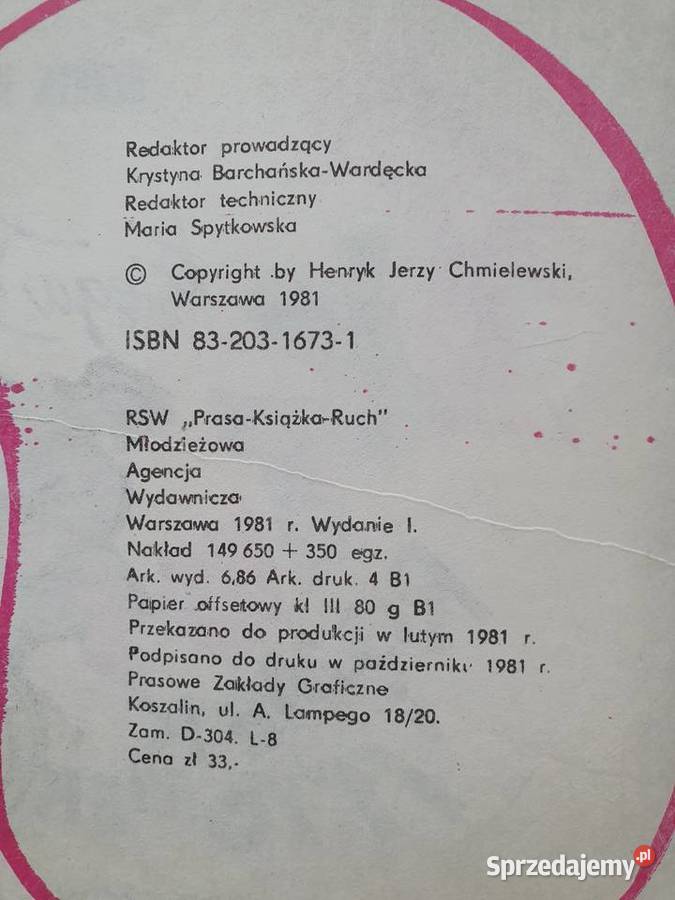 Redaktor prowadzący
Krystyna Barchańska-Wardęcka
Redaktor techniczny
Maria Spytkowska
© Copyright by Henryk Jerzy Chmielewski,
Warszawa 1981
ISBN 83-203-1673-1
RSW „Prasa-Książka-Ruch"
Młodzieżowa
Agencja
Wydawnicza
Warszawa 1981 r. Wydanie I.
Nakład 149 650 + 350 egz.
Ark. wyd. 6,86 Ark. druk. 4 B1
Papier offsetowy kl III 80 g B1
Przekazano do produkcji w lutym 1981 r.
Podpisano do druku w październiku 1981 r.
Prasowe Zakłady Graficzne
Koszalin, ul. A. Lampego 18/20.
Zam. D-304. L-8
Cena zł 33,-
Sprzedajemy.pl